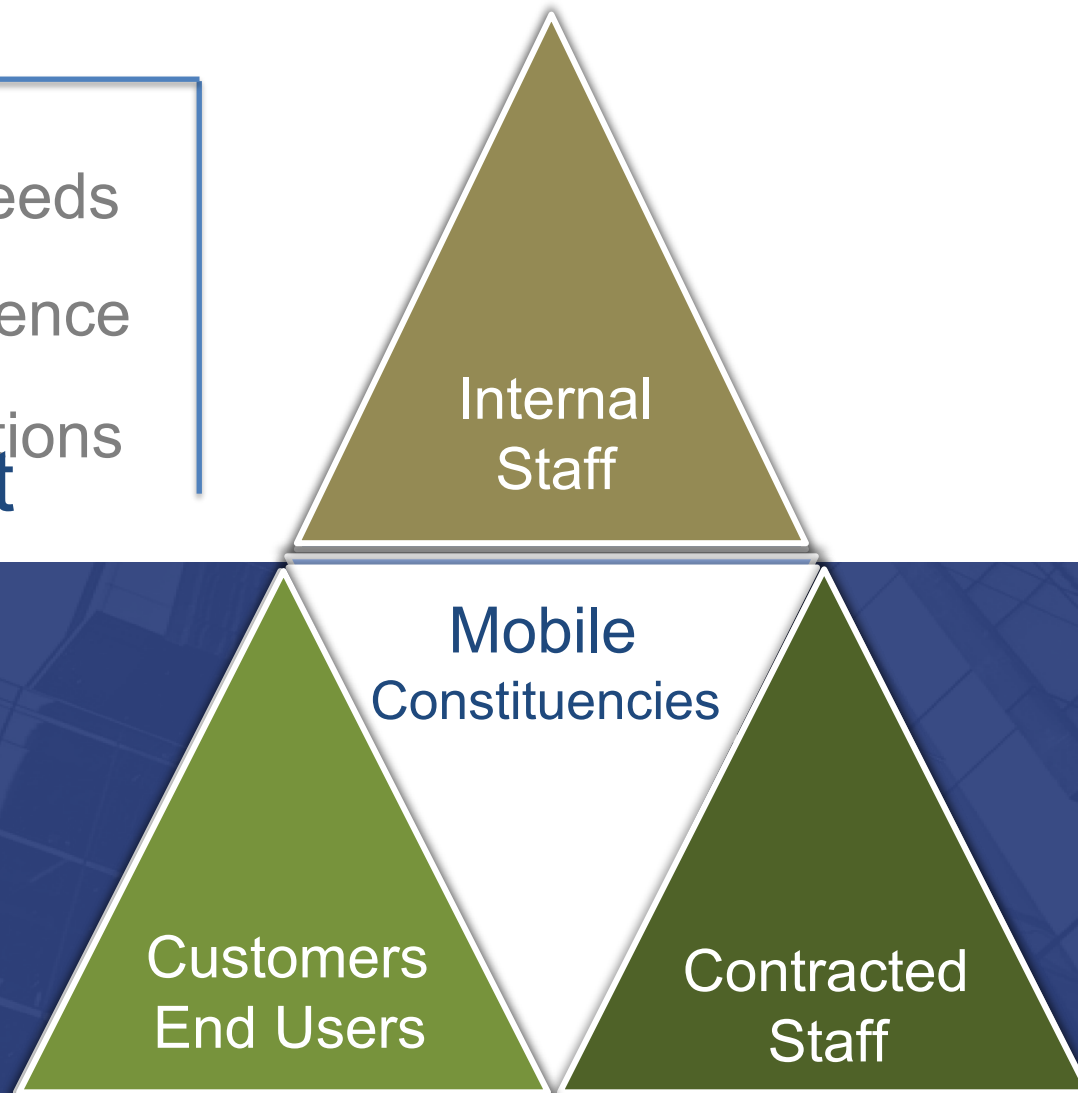 eeds
ence
tions
t
Internal
Staff
Mobile
Constituencies
Customers
End Users
Contracted
Staff